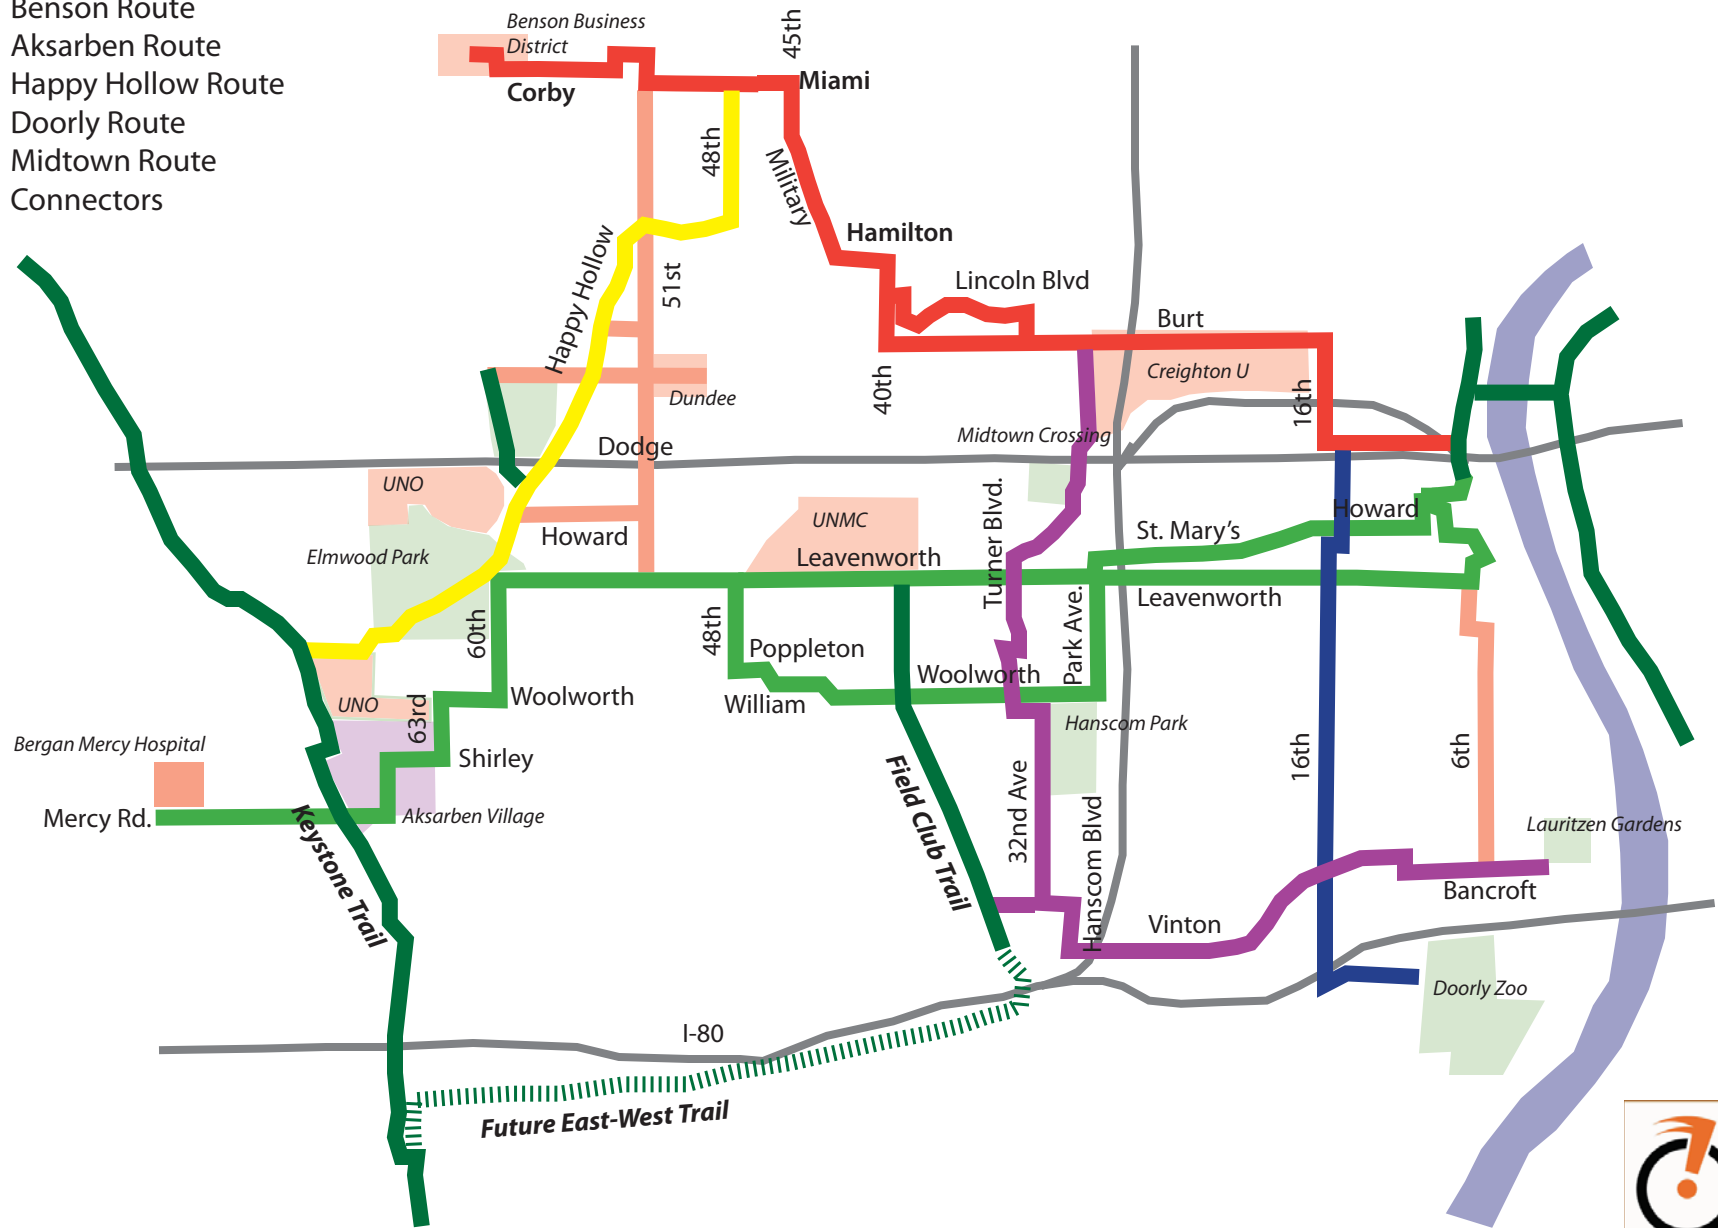 Benson Route
Aksarben Route
Happy Hollow Route
Doorly Route
Midtown Route
Connectors
Benson Business
District
45th
Corby
Miami
48th
Military
Hamilton
Happy Hollow
51st
Lincoln Blvd
Burt
Creighton U
40th
16th
Dundee
Midtown Crossing
Dodge
UNO
Turner Blvd.
Howard
UNMC
Howard
St. Mary's
Elmwood Park
Leavenworth
Leavenworth
60th
48th
Poppleton
Park Ave.
Woolworth
William
Woolworth
UNO
63rd
Hanscom Park
Bergan Mercy Hospital
Shirley
16th
6th
Mercy Rd.
Aksarben Village
Keystone Trail
Field Club Trail
32nd Ave
Hanscom Blvd
Lauritzen Gardens
Bancroft
Vinton
Doorly Zoo
I-80
Future East-West Trail